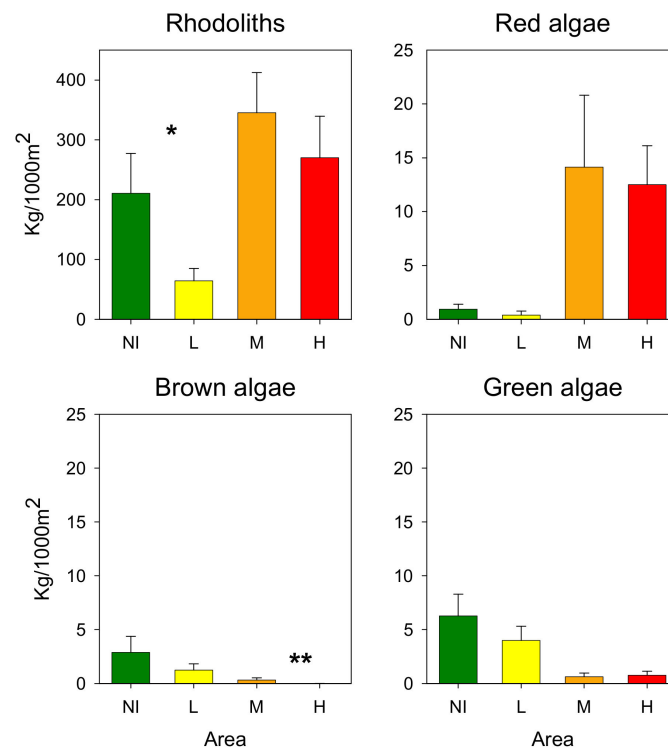 Rhodoliths
Red algae
Kg/1000m²
400
300
200
100
0
*
NI L M H
25
20
15
10
5
0
NI L M H
Brown algae
Green algae
Kg/1000m²
25
20
15
10
5
0
**
NI L M H
Area
25
20
15
10
5
0
NI L M H
Area